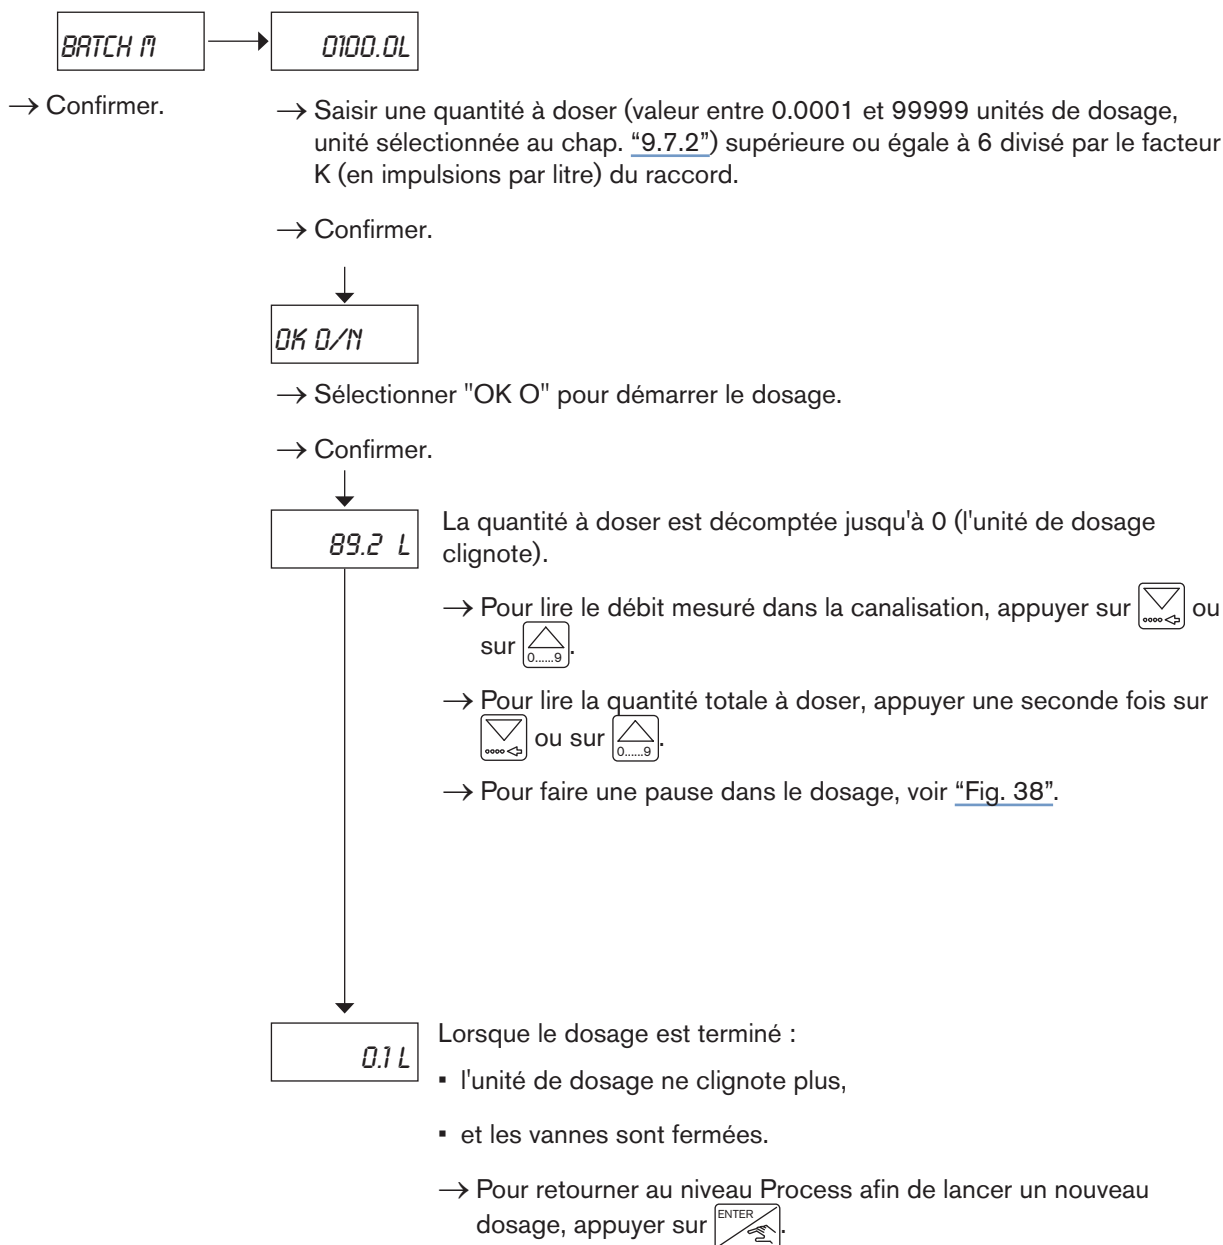 BATCH M
0100.0L
→ Confirmer.
→ Saisir une quantité à doser (valeur entre 0.0001 et 99999 unités de dosage,
unité sélectionnée au chap. “9.7.2”) supérieure ou égale à 6 divisé par le facteur
K (en impulsions par litre) du raccord.
→ Confirmer.
OK O/N
→ Sélectionner "OK O" pour démarrer le dosage.
→ Confirmer.
89.2 L
La quantité à doser est décomptée jusqu'à 0 (l'unité de dosage
clignote).
→ Pour lire le débit mesuré dans la canalisation, appuyer sur ou
sur 0......9.
→ Pour lire la quantité totale à doser, appuyer une seconde fois sur
ou sur 0......9.
→ Pour faire une pause dans le dosage, voir “Fig. 38”.
0.1 L
Lorsque le dosage est terminé :
▪ l'unité de dosage ne clignote plus,
▪ et les vannes sont fermées.
→ Pour retourner au niveau Process afin de lancer un nouveau
dosage, appuyer sur ENTER.